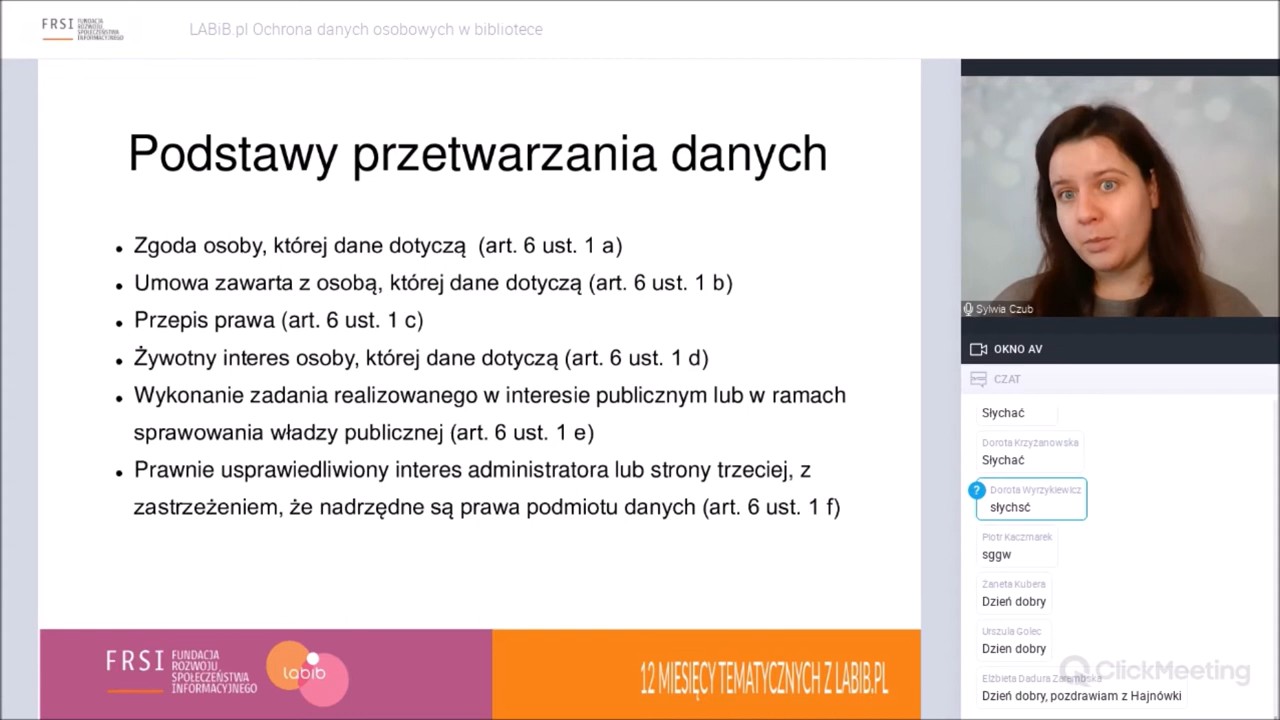 FRSI FUNDACJA
ROZWOJU
SPOŁECZEŃSTWA
INFORMACYJNEGO
LABiB.pl Ochrona danych osobowych w bibliotece
Podstawy przetwarzania danych
• Zgoda osoby, której dane dotyczą (art. 6 ust. 1 a)
• Umowa zawarta z osobą, której dane dotyczą (art. 6 ust. 1 b)
• Przepis prawa (art. 6 ust. 1 c)
• Żywotny interes osoby, której dane dotyczą (art. 6 ust. 1 d)
• Wykonanie zadania realizowanego w interesie publicznym lub w ramach
sprawowania władzy publicznej (art. 6 ust. 1 e)
• Prawnie usprawiedliwiony interes administratora lub strony trzeciej, z
zastrzeżeniem, że nadrzędne są prawa podmiotu danych (art. 6 ust. 1 f)
FRSI FUNDACJA
ROZWOJU
SPOŁECZEŃSTWA
INFORMACYJNEGO
labib
12 MIESIĘCY TEMATYCZNYCH Z LABIB.PL
Sylwia Czub
OKNO AV
CZAT
Słychać
Dorota Krzyżanowska
Słychać
?
Dorota Wyrzykiewicz
słychsć
Piotr Kaczmarek
sggw
Żaneta Kubera
Dzień dobry
Urszula Golec
Dzien dobry
Elżbieta Dadura Zarembska
Dzień dobry, pozdrawiam z Hajnówki
ClickMeeting